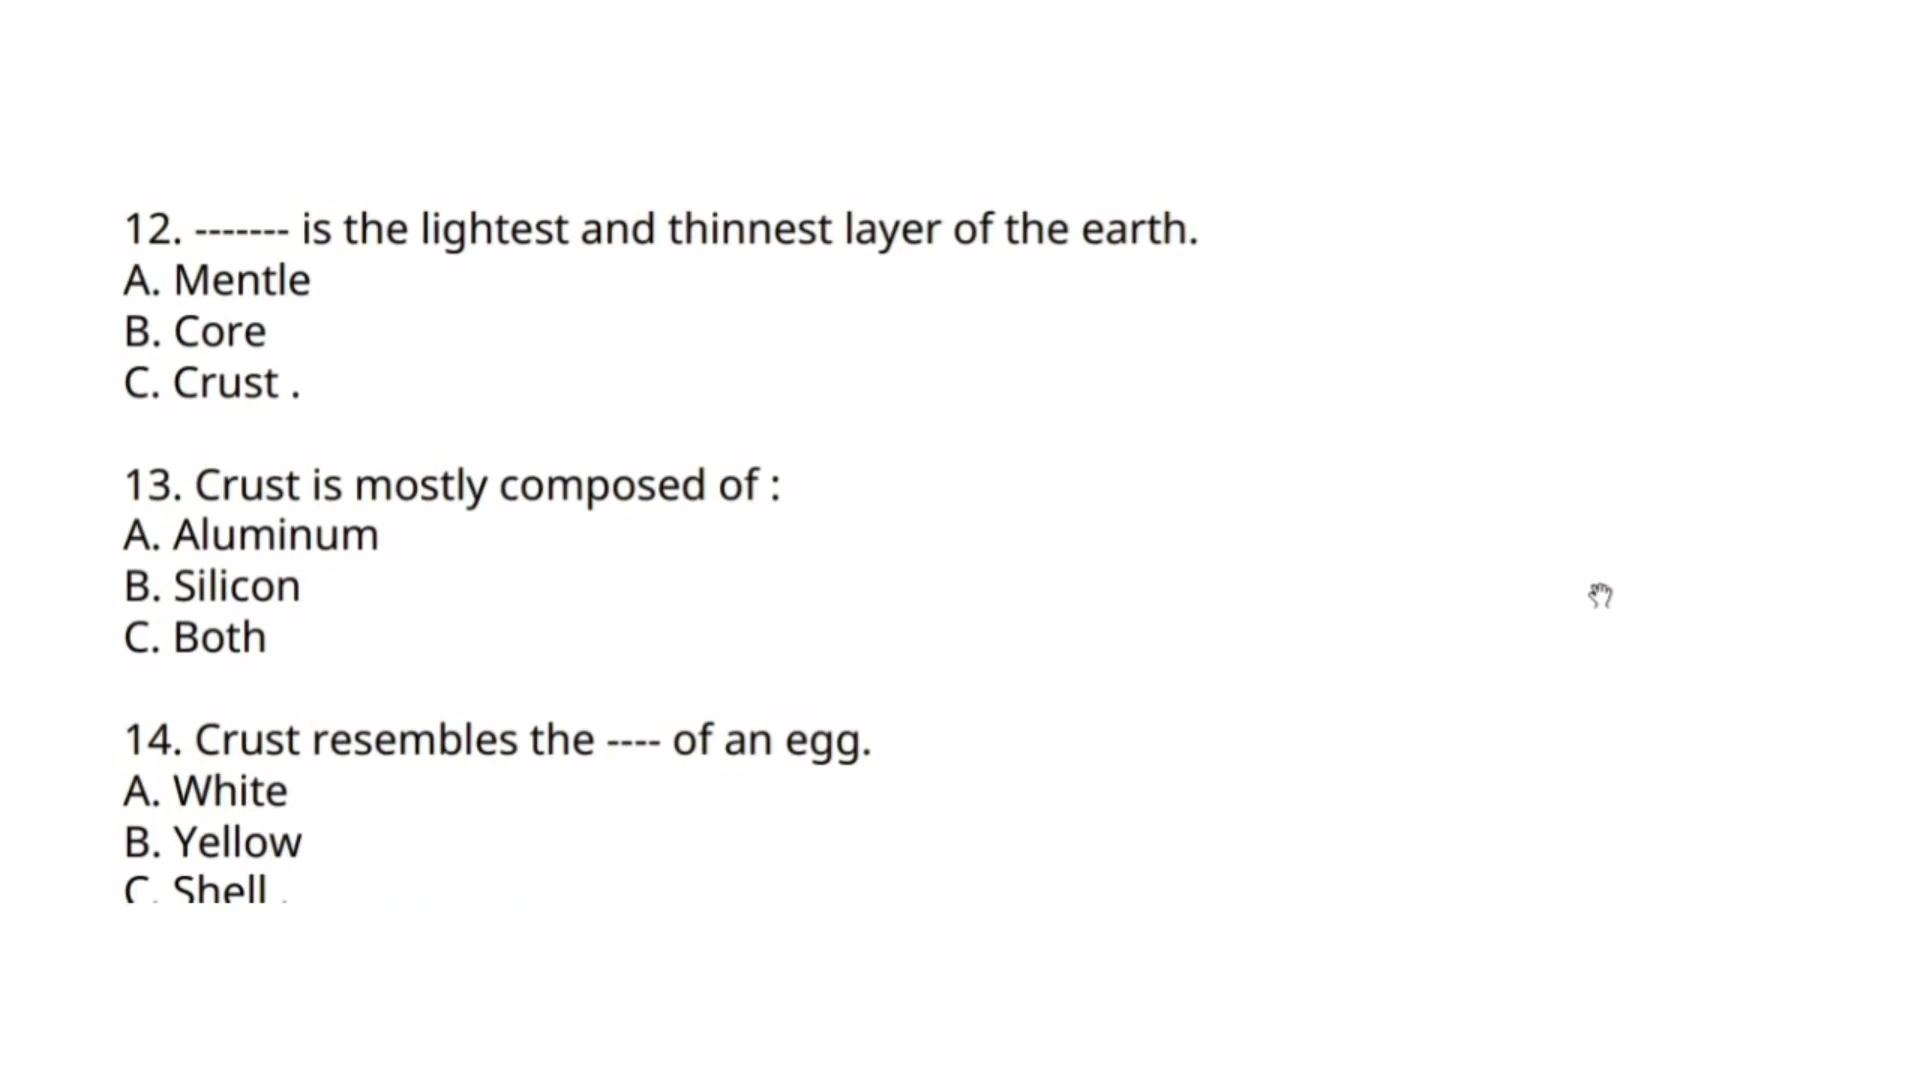 12. ------- is the lightest and thinnest layer of the earth.
A. Mentle
B. Core
C. Crust .
13. Crust is mostly composed of :
A. Aluminum
B. Silicon
C. Both
14. Crust resembles the ---- of an egg.
A. White
B. Yellow
C. Shell .